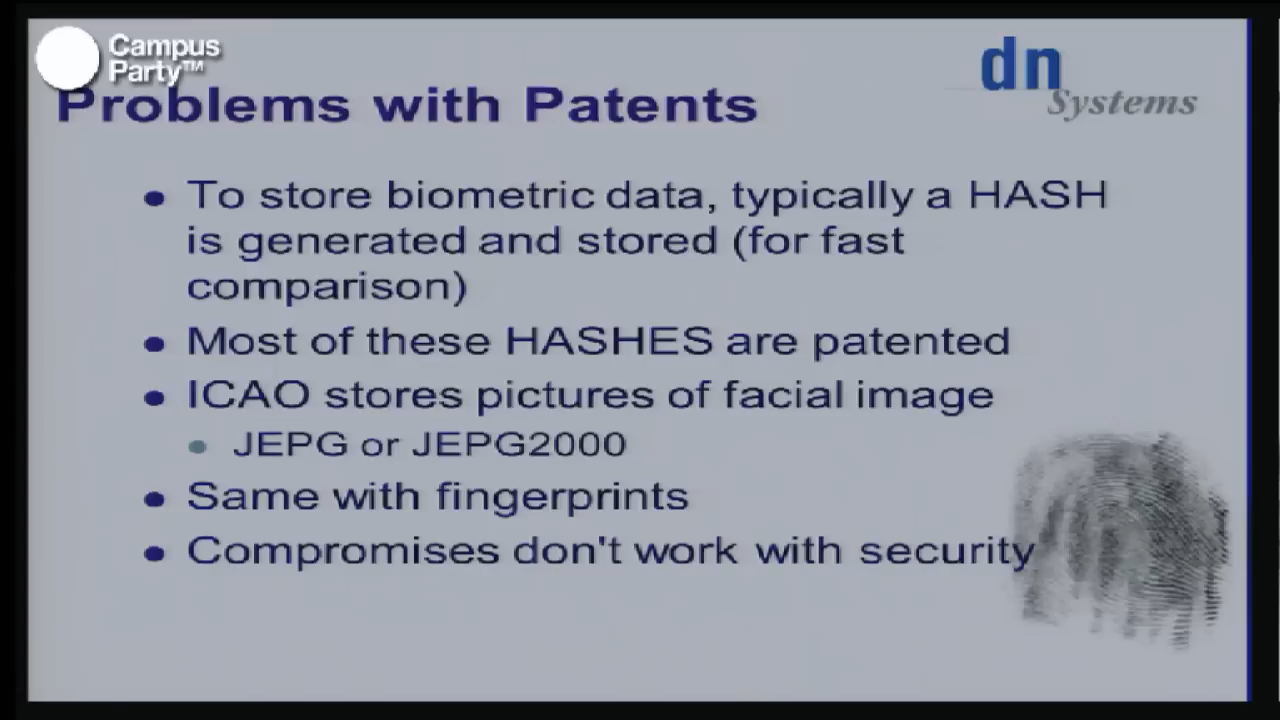 Campus
Party™
dn
Systems
Problems with Patents
To store biometric data, typically a HASH
is generated and stored (for fast
comparison)
Most of these HASHES are patented
ICAO stores pictures of facial image
JEPG or JEPG2000
Same with fingerprints
Compromises don't work with security